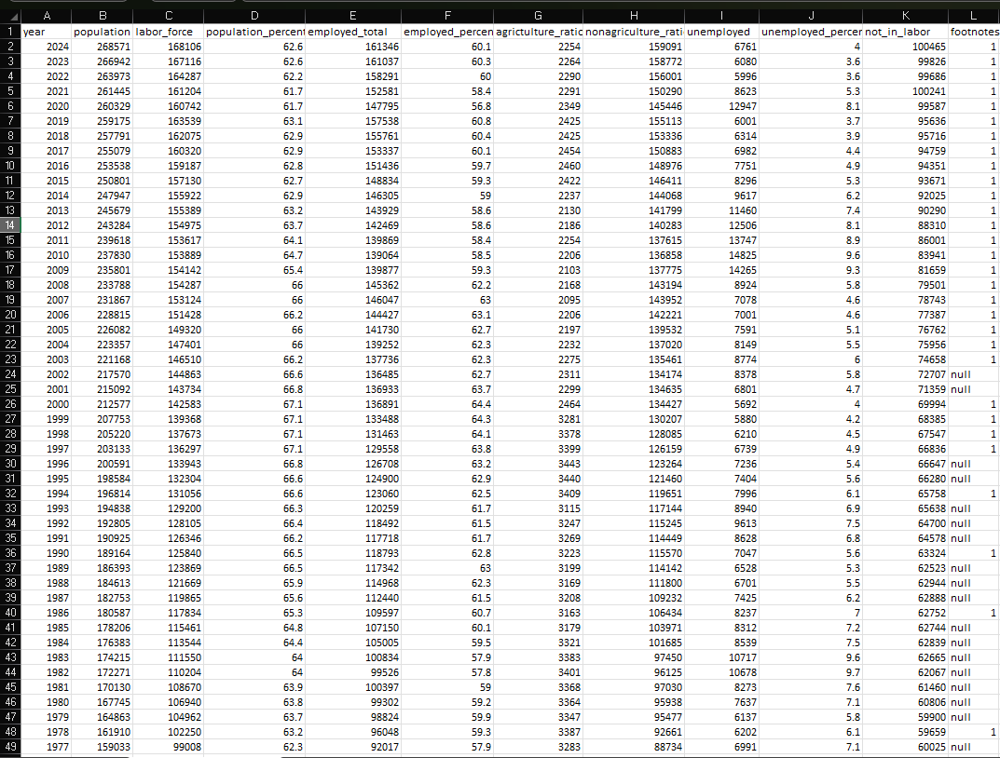 A B C D E F G H I J K L
1 year population labor_force population_percent employed_total employed_percen agrictulture_ratio nonagriculture_rati unemployed unemployed_percer not_in_labor footnotes
2 2024 268571 168106 62.6 161346 60.1 2254 159091 6761 4 100465 1
3 2023 266942 167116 62.6 161037 60.3 2264 158772 6080 3.6 99826 1
4 2022 263973 164287 62.2 158291 60 2290 156001 5996 3.6 99686 1
5 2021 261445 161204 61.7 152581 58.4 2291 150290 8623 5.3 100241 1
6 2020 260329 160742 61.7 147795 56.8 2349 145446 12947 8.1 99587 1
7 2019 259175 163539 63.1 157538 60.8 2425 155113 6001 3.7 95636 1
8 2018 257791 162075 62.9 155761 60.4 2425 153336 6314 3.9 95716 1
9 2017 255079 160320 62.9 153337 60.1 2454 150883 6982 4.4 94759 1
10 2016 253538 159187 62.8 151436 59.7 2460 148976 7751 4.9 94351 1
11 2015 250801 157130 62.7 148834 59.3 2422 146411 8296 5.3 93671 1
12 2014 247947 155922 62.9 146305 59 2237 144068 9617 6.2 92025 1
13 2013 245679 155389 63.2 143929 58.6 2130 141799 11460 7.4 90290 1
14 2012 243284 154975 63.7 142469 58.6 2186 140283 12506 8.1 88310 1
15 2011 239618 153617 64.1 139869 58.4 2254 137615 13747 8.9 86001 1
16 2010 237830 153889 64.7 139064 58.5 2206 136858 14825 9.6 83941 1
17 2009 235801 154142 65.4 139877 59.3 2103 137775 14265 9.3 81659 1
18 2008 233788 154287 66 145362 62.2 2168 143194 8924 5.8 79501 1
19 2007 231867 153124 66 146047 63 2095 143952 7078 4.6 78743 1
20 2006 228815 151428 66.2 144427 63.1 2206 142221 7001 4.6 77387 1
21 2005 226082 149320 66 141730 62.7 2197 139532 7591 5.1 76762 1
22 2004 223357 147401 66 139252 62.3 2232 137020 8149 5.5 75956 1
23 2003 221168 146510 66.2 137736 62.3 2275 135461 8774 6 74658 1
24 2002 217570 144863 66.6 136485 62.7 2311 134174 8378 5.8 72707 null
25 2001 215092 143734 66.8 136933 63.7 2299 134635 6801 4.7 71359 null
26 2000 212577 142583 67.1 136891 64.4 2464 134427 5692 4 69994 1
27 1999 207753 139368 67.1 133488 64.3 3281 130207 5880 4.2 68385 1
28 1998 205220 137673 67.1 131463 64.1 3378 128085 6210 4.5 67547 1
29 1997 203133 136297 67.1 129558 63.8 3399 126159 6739 4.9 66836 1
30 1996 200591 133943 66.8 126708 63.2 3443 123264 7236 5.4 66647 null
31 1995 198584 132304 66.6 124900 62.9 3440 121460 7404 5.6 66280 null
32 1994 196814 131056 66.6 123060 62.5 3409 119651 7996 6.1 65758 1
33 1993 194838 129200 66.3 120259 61.7 3115 117144 8940 6.9 65638 null
34 1992 192805 128105 66.4 118492 61.5 3247 115245 9613 7.5 64700 null
35 1991 190925 126346 66.2 117718 61.7 3269 114449 8628 6.8 64578 null
36 1990 189164 125840 66.5 118793 62.8 3223 115570 7047 5.6 63324 1
37 1989 186393 123869 66.5 117342 63 3199 114142 6528 5.3 62523 null
38 1988 184613 121669 65.9 114968 62.3 3169 111800 6701 5.5 62944 null
39 1987 182753 119865 65.6 112440 61.5 3208 109232 7425 6.2 62888 null
40 1986 180587 117834 65.3 109597 60.7 3163 106434 8237 7 62752 1
41 1985 178206 115461 64.8 107150 60.1 3179 103971 8312 7.2 62744 null
42 1984 176383 113544 64.4 105005 59.5 3321 101685 8539 7.5 62839 null
43 1983 174215 111550 64 100834 57.9 3383 97450 10717 9.6 62665 null
44 1982 172271 110204 64 99526 57.8 3401 96125 10678 9.7 62067 null
45 1981 170130 108670 63.9 100397 59 3368 97030 8273 7.6 61460 null
46 1980 167745 106940 63.8 99302 59.2 3364 95938 7637 7.1 60806 null
47 1979 164863 104962 63.7 98824 59.9 3347 95477 6137 5.8 59900 null
48 1978 161910 102250 63.2 96048 59.3 3387 92661 6202 6.1 59659 1
49 1977 159033 99008 62.3 92017 57.9 3283 88734 6991 7.1 60025 null